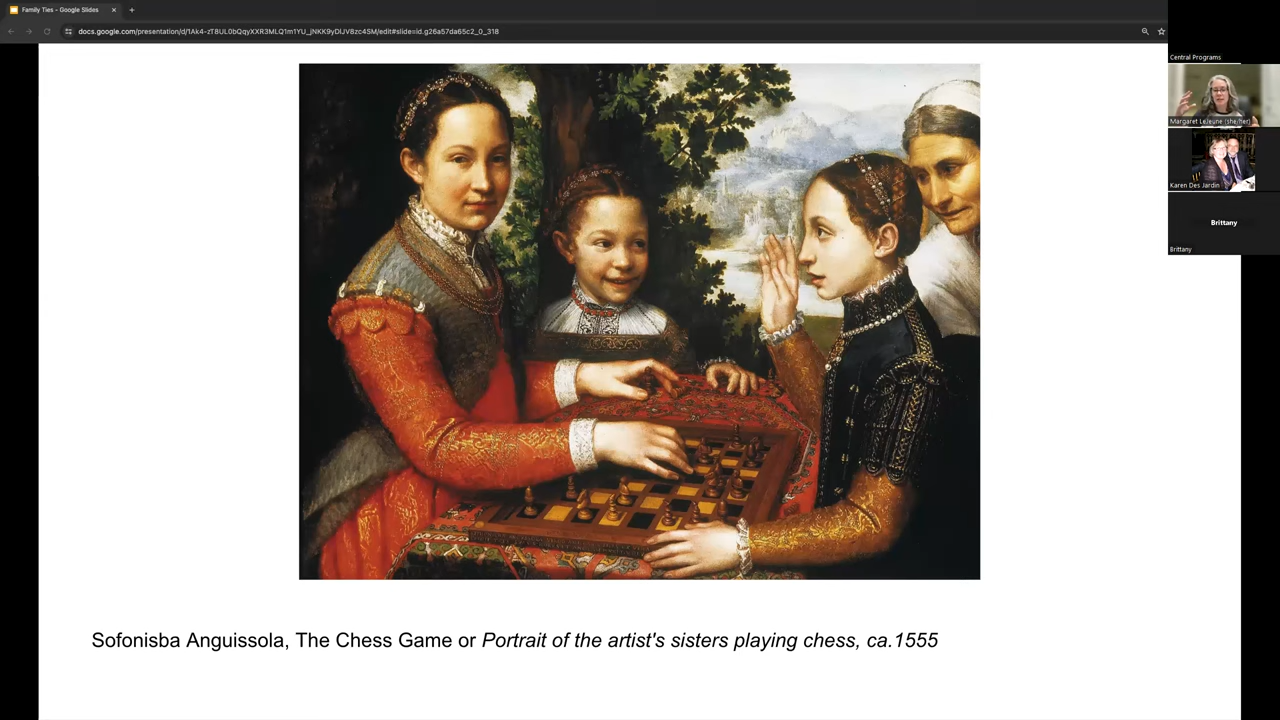 Family Ties - Google Slides
docs.google.com/presentation/d/1Ak4-zT8UL0bQqyXXR3MLQ1m1YU_jNKK9yDIJV8zc4SM/edit#slide=id.g26a57da65c2_0_318
Central Programs
Margaret LeJeune (she/her)
Karen Des Jardin
Brittany
Brittany
Sofonisba Anguissola, The Chess Game or Portrait of the artist's sisters playing chess, ca.1555